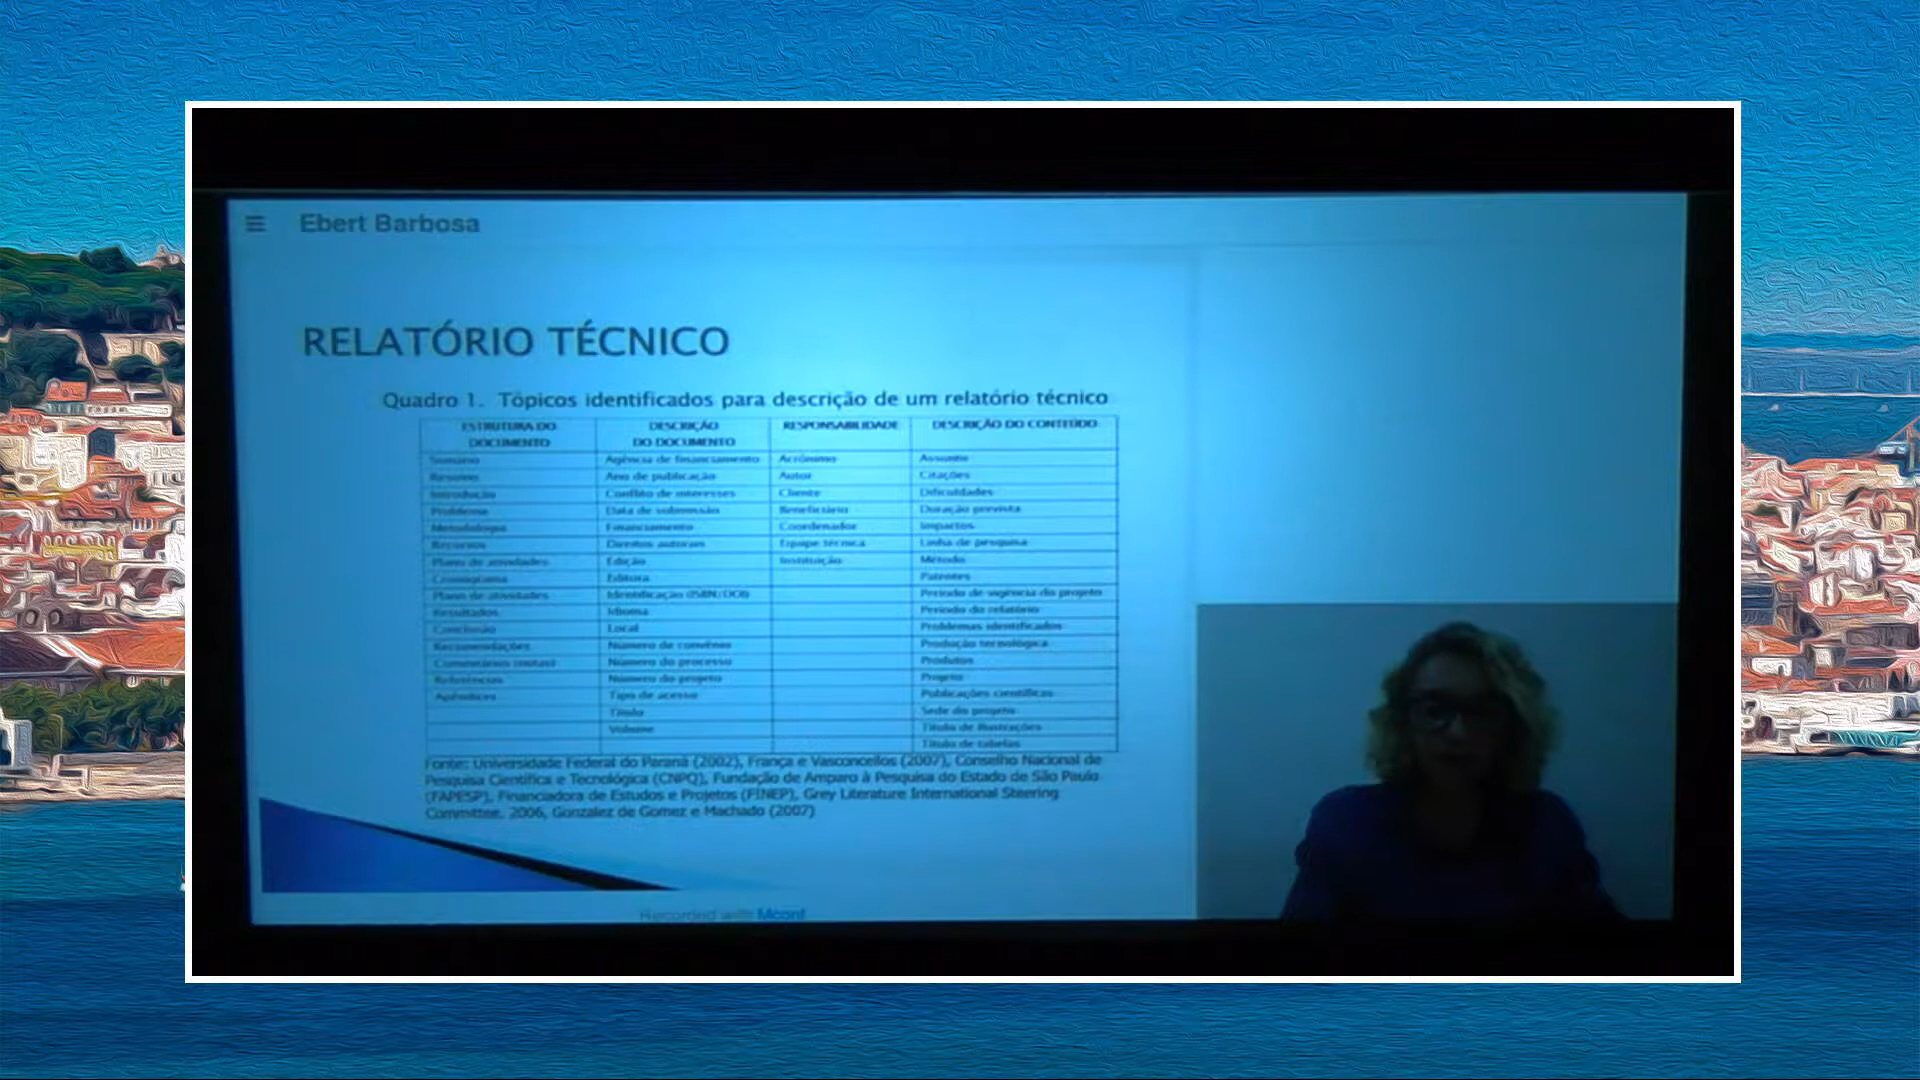 Ebert Barbosa
RELATÓRIO TÉCNICO
Quadro 1. Tópicos identificados para descrição de um relatório técnico
ESTRUTURA DO DOCUMENTO DESCRIÇÃO DO DOCUMENTO RESPONSABILIDADE DESCRIÇÃO DO CONTEÚDO
Sumário Agência de financiamento Acrônimo Assunto
Resumo Ano de publicação Autor Citações
Introdução Conflito de interesses Cliente Dificuldades
Problema Data de submissão Beneficiário Duração prevista
Metodologia Financiamento Coordenador Impactos
Recursos Direitos autorais Equipe técnica Linha de pesquisa
Plano de atividades Edição Instituição Método
Cronograma Editora Patentes
Plano de atividades Identificação (ISBN/DOI) Período de vigência do projeto
Resultados Idioma Período do relatório
Conclusão Local Problemas identificados
Recomendações Número de convênio Produção tecnológica
Comentários (notas) Número do processo Produtos
Referências Número do projeto Projeto
Apêndices Tipo de acesso Publicações científicas
Título Sede do projeto
Volume Título de ilustrações
Título de tabelas
Fonte: Universidade Federal do Paraná (2002), França e Vasconcellos (2007), Conselho Nacional de
Pesquisa Científica e Tecnológica (CNPQ), Fundação de Amparo à Pesquisa do Estado de São Paulo
(FAPESP), Financiadora de Estudos e Projetos (FINEP), Grey Literature International Steering
Committee, 2006, Gonzalez de Gomez e Machado (2007)
Recorded with Mconf